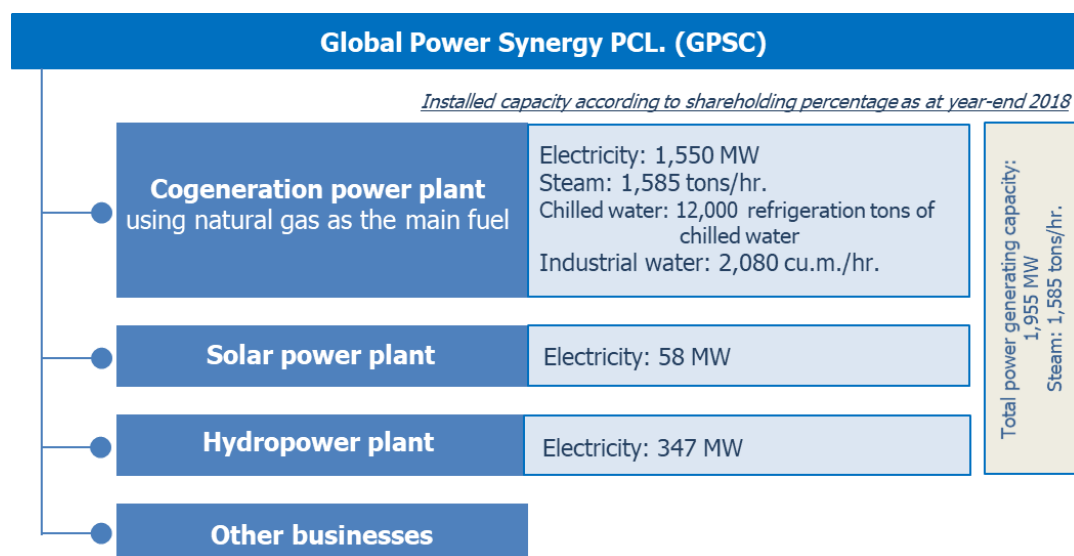 Global Power Synergy PCL. (GPSC)
Installed capacity according to shareholding percentage as at year-end 2018
Cogeneration power plant
using natural gas as the main fuel
Electricity: 1,550 MW
Steam: 1,585 tons/hr.
Chilled water: 12,000 refrigeration tons of
chilled water
Industrial water: 2,080 cu.m./hr.
Solar power plant
Electricity: 58 MW
Hydropower plant
Electricity: 347 MW
Other businesses
Total power generating capacity:
1,955 MW
Steam: 1,585 tons/hr.